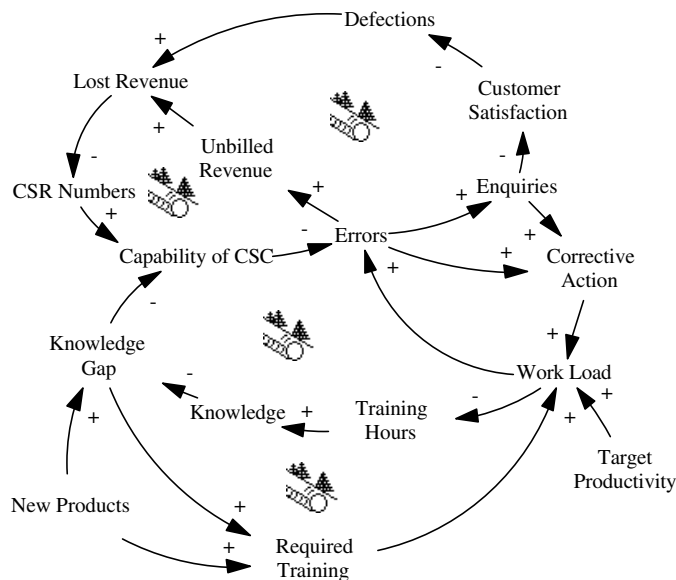 Defections
+
Lost Revenue
-
Customer
Satisfaction
+
Unbilled
Revenue
-
-
CSR Numbers
+
+
Enquiries
+
-
+
Errors
Capability of CSC
+
+
Corrective
Action
-
+
Knowledge
Gap
-
Work Load
+
Knowledge
+
Training
Hours
-
+
+
Target
Productivity
New Products
+
+
Required
Training